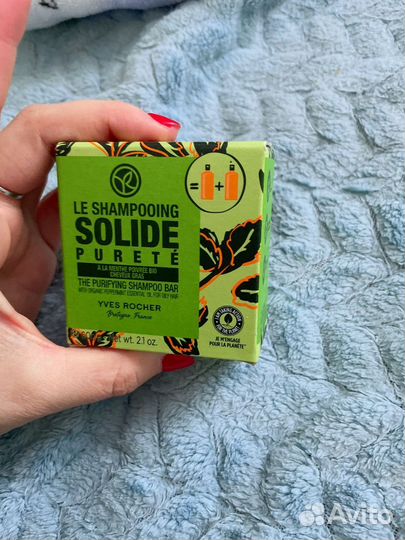 LE SHAMPOOING
SOLIDE
PURETÉ
À LA MENTHE POIVRÉE BIO
CHEVEUX GRAS
THE PURIFYING SHAMPOO BAR
WITH ORGANIC PEPPERMINT ESSENTIAL OIL FOR OILY HAIR
YVES ROCHER
Bretagne France
wt. 2.1 oz.
= +
JE M'ENGAGE
POUR LA PLANÈTE
Avito